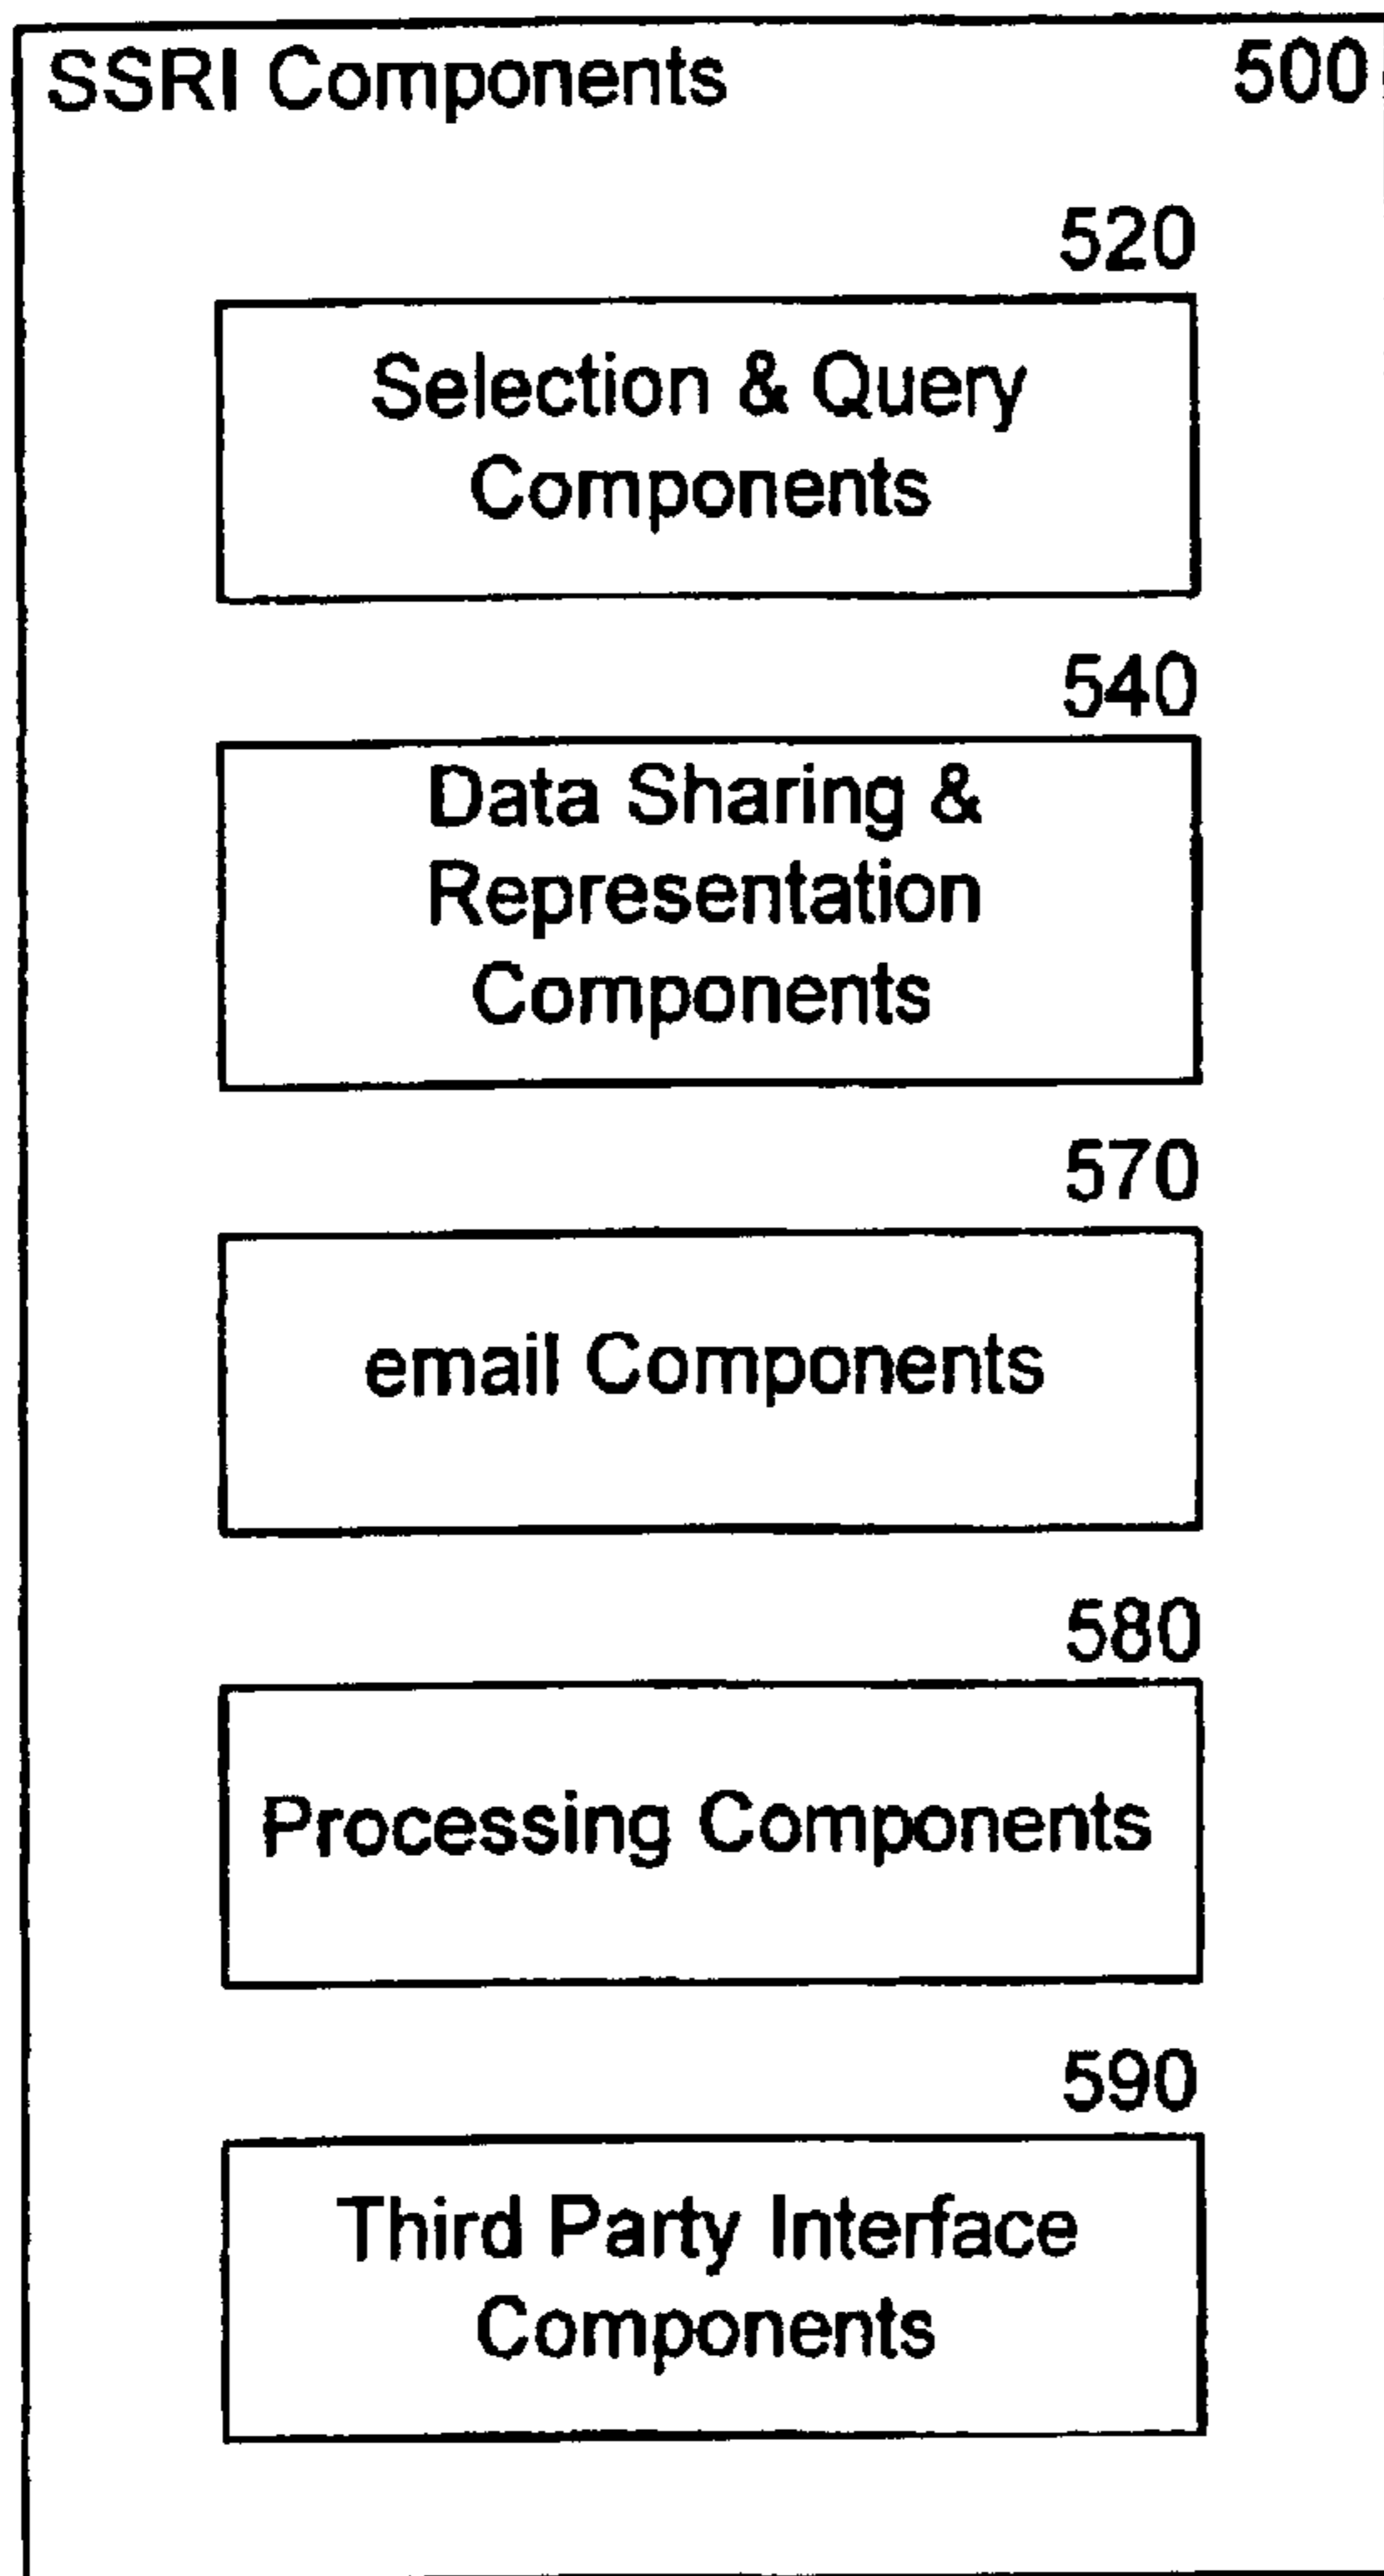 SSRI Components 500
520
Selection & Query
Components
540
Data Sharing &
Representation
Components
570
email Components
580
Processing Components
590
Third Party Interface
Components